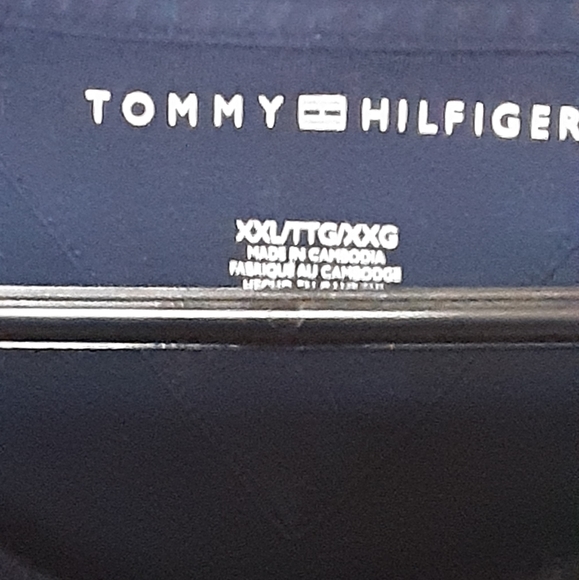 TOMMY HILFIGER
XXL/TTG/XXG
MADE IN CAMBODIA
FABRIQUÉ AU CAMBODGE